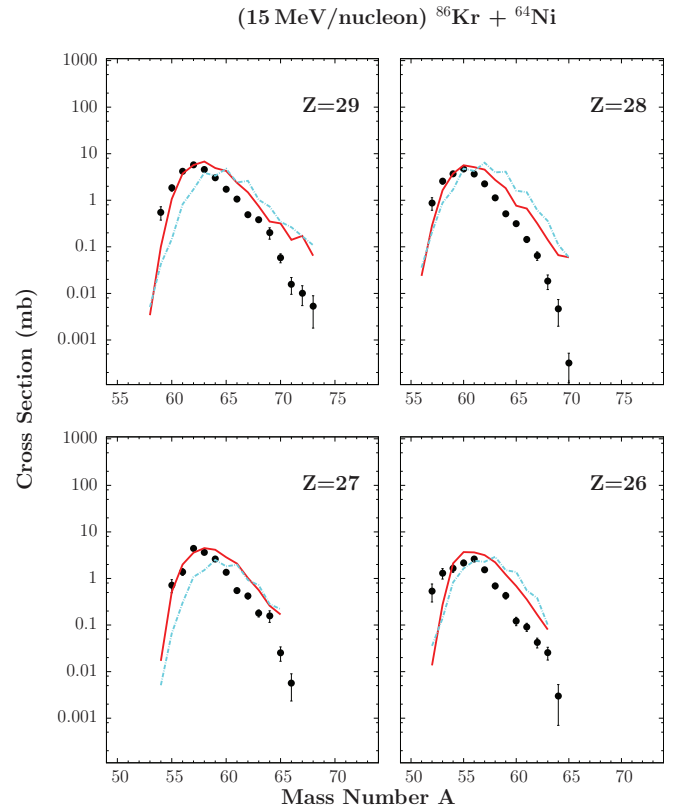 (15 MeV/nucleon) ⁸⁶Kr + ⁶⁴Ni
Cross Section (mb)
1000
100
10
1
0.1
0.01
0.001
Z=29
Z=28
55 60 65 70 75
55 60 65 70 75
1000
100
10
1
0.1
0.01
0.001
Z=27
Z=26
50 55 60 65 70
50 55 60 65 70
Mass Number A